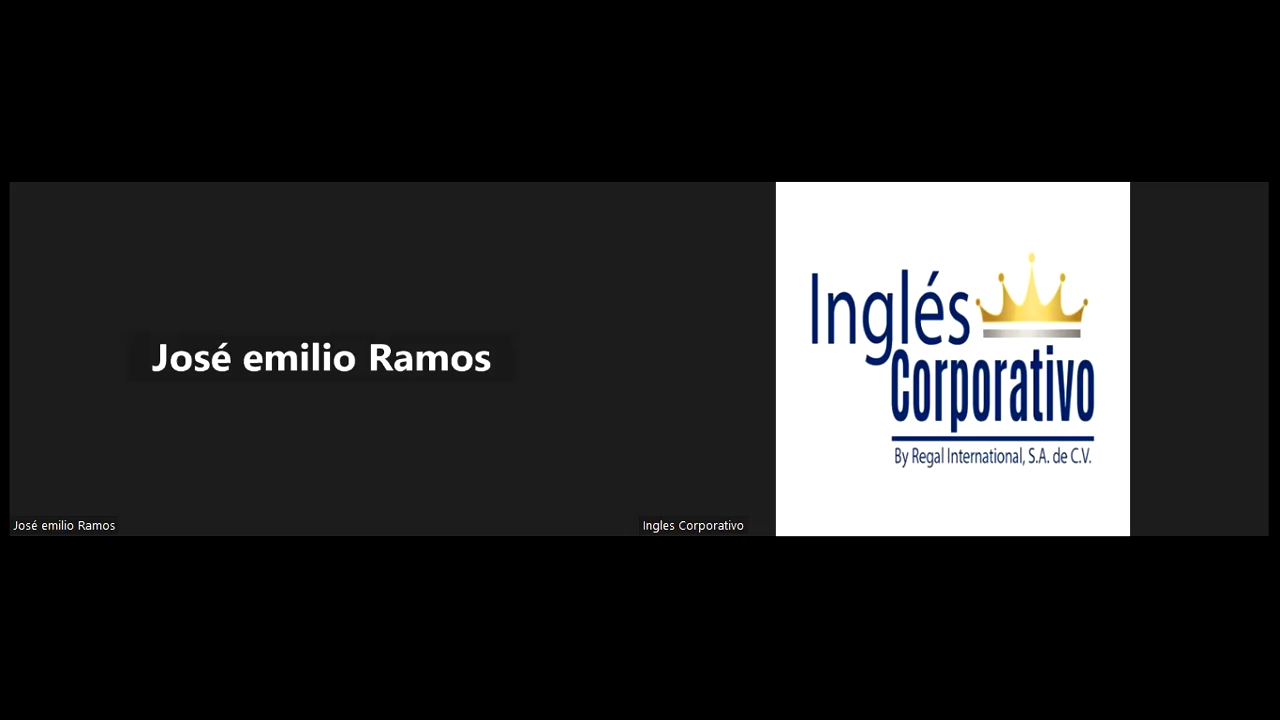 José emilio Ramos
José emilio Ramos
Inglés
Corporativo
By Regal International, S.A. de C.V.
Ingles Corporativo